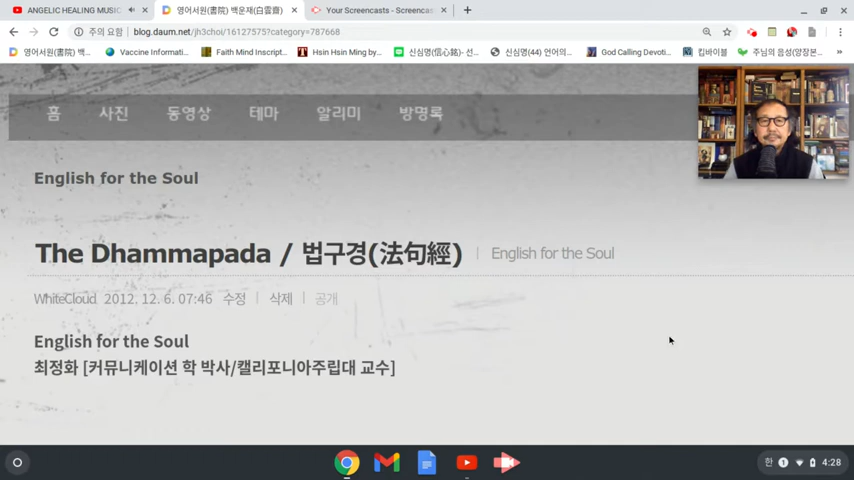 ANGELIC HEALING MUSIC
영어서원(書院) 백운재(白雲齋)
Your Screencasts - Screencas
주의 요함 | blog.daum.net/jh3choi/16127575?category=787668
영어서원(書院) 백...
Vaccine Informati...
Faith Mind Inscript...
Hsin Hsin Ming by...
신심명(信心銘)- 선...
신심명(44) 언어의...
God Calling Devoti...
킵바이블
주님의 음성(양장본...
홈 사진 동영상 테마 알리미 방명록
English for the Soul
The Dhammapada / 법구경(法句經) | English for the Soul
WhiteCloud 2012. 12. 6. 07:46 수정 | 삭제 | 공개
English for the Soul
최정화 [커뮤니케이션 학 박사/캘리포니아주립대 교수]
한 1 4:28